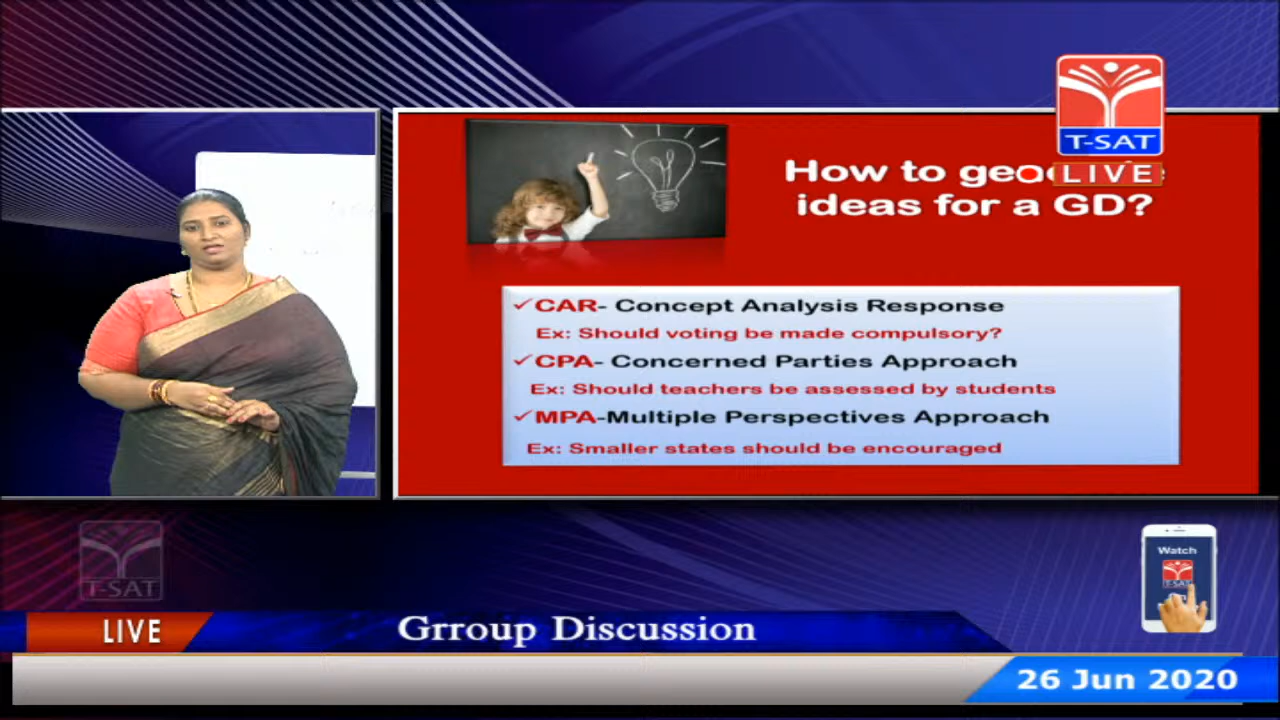 T-SAT
LIVE
How to
ideas for a GD?
✓CAR- Concept Analysis Response
Ex: Should voting be made compulsory?
✓CPA- Concerned Parties Approach
Ex: Should teachers be assessed by students
✓MPA-Multiple Perspectives Approach
Ex: Smaller states should be encouraged
T-SAT
Watch
LIVE
Grroup Discussion
26 Jun 2020